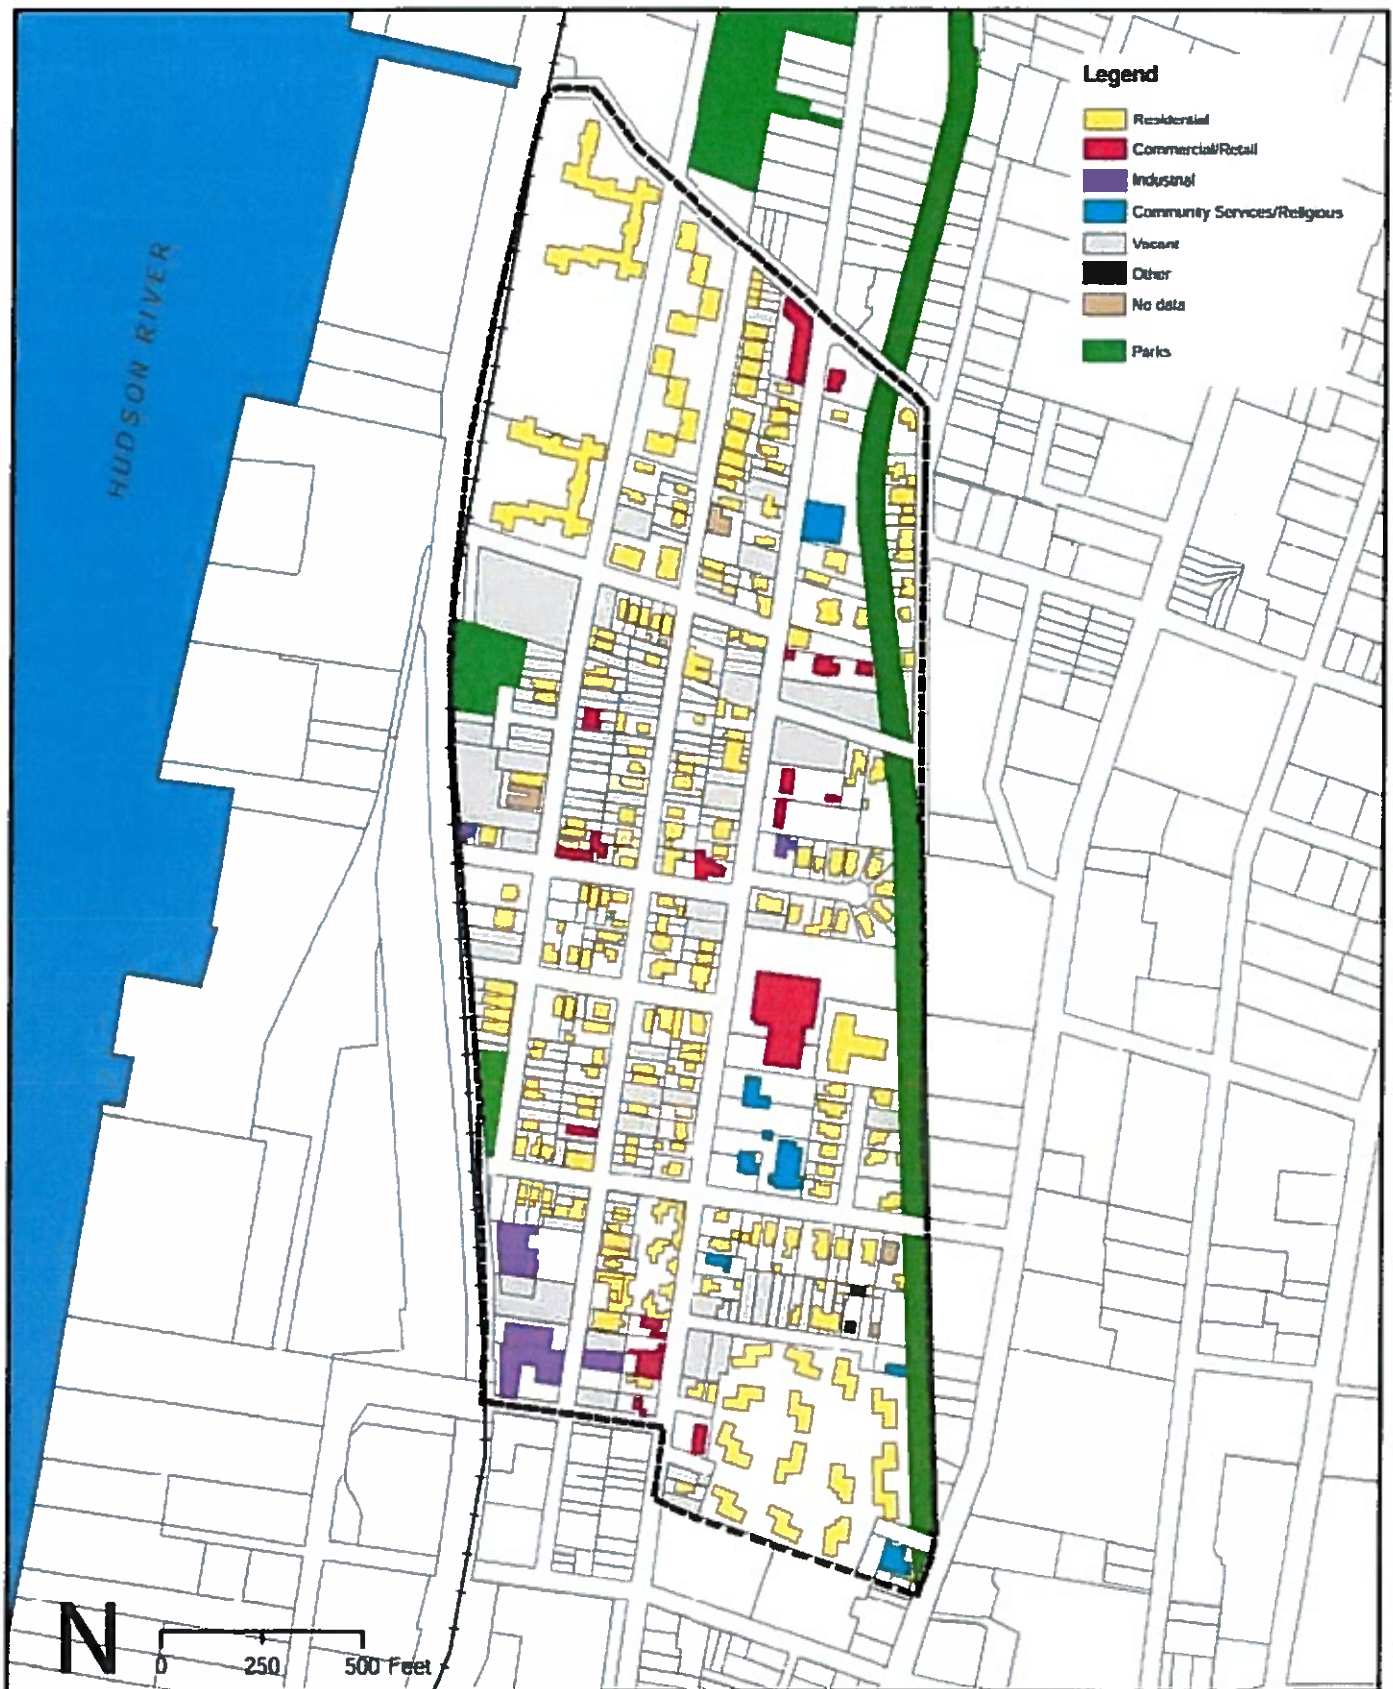 Legend
Residential
Commercial/Retail
Industrial
Community Services/Religious
Vacant
Other
No data
Parks
HUDSON RIVER
N
0 250 500 Feet